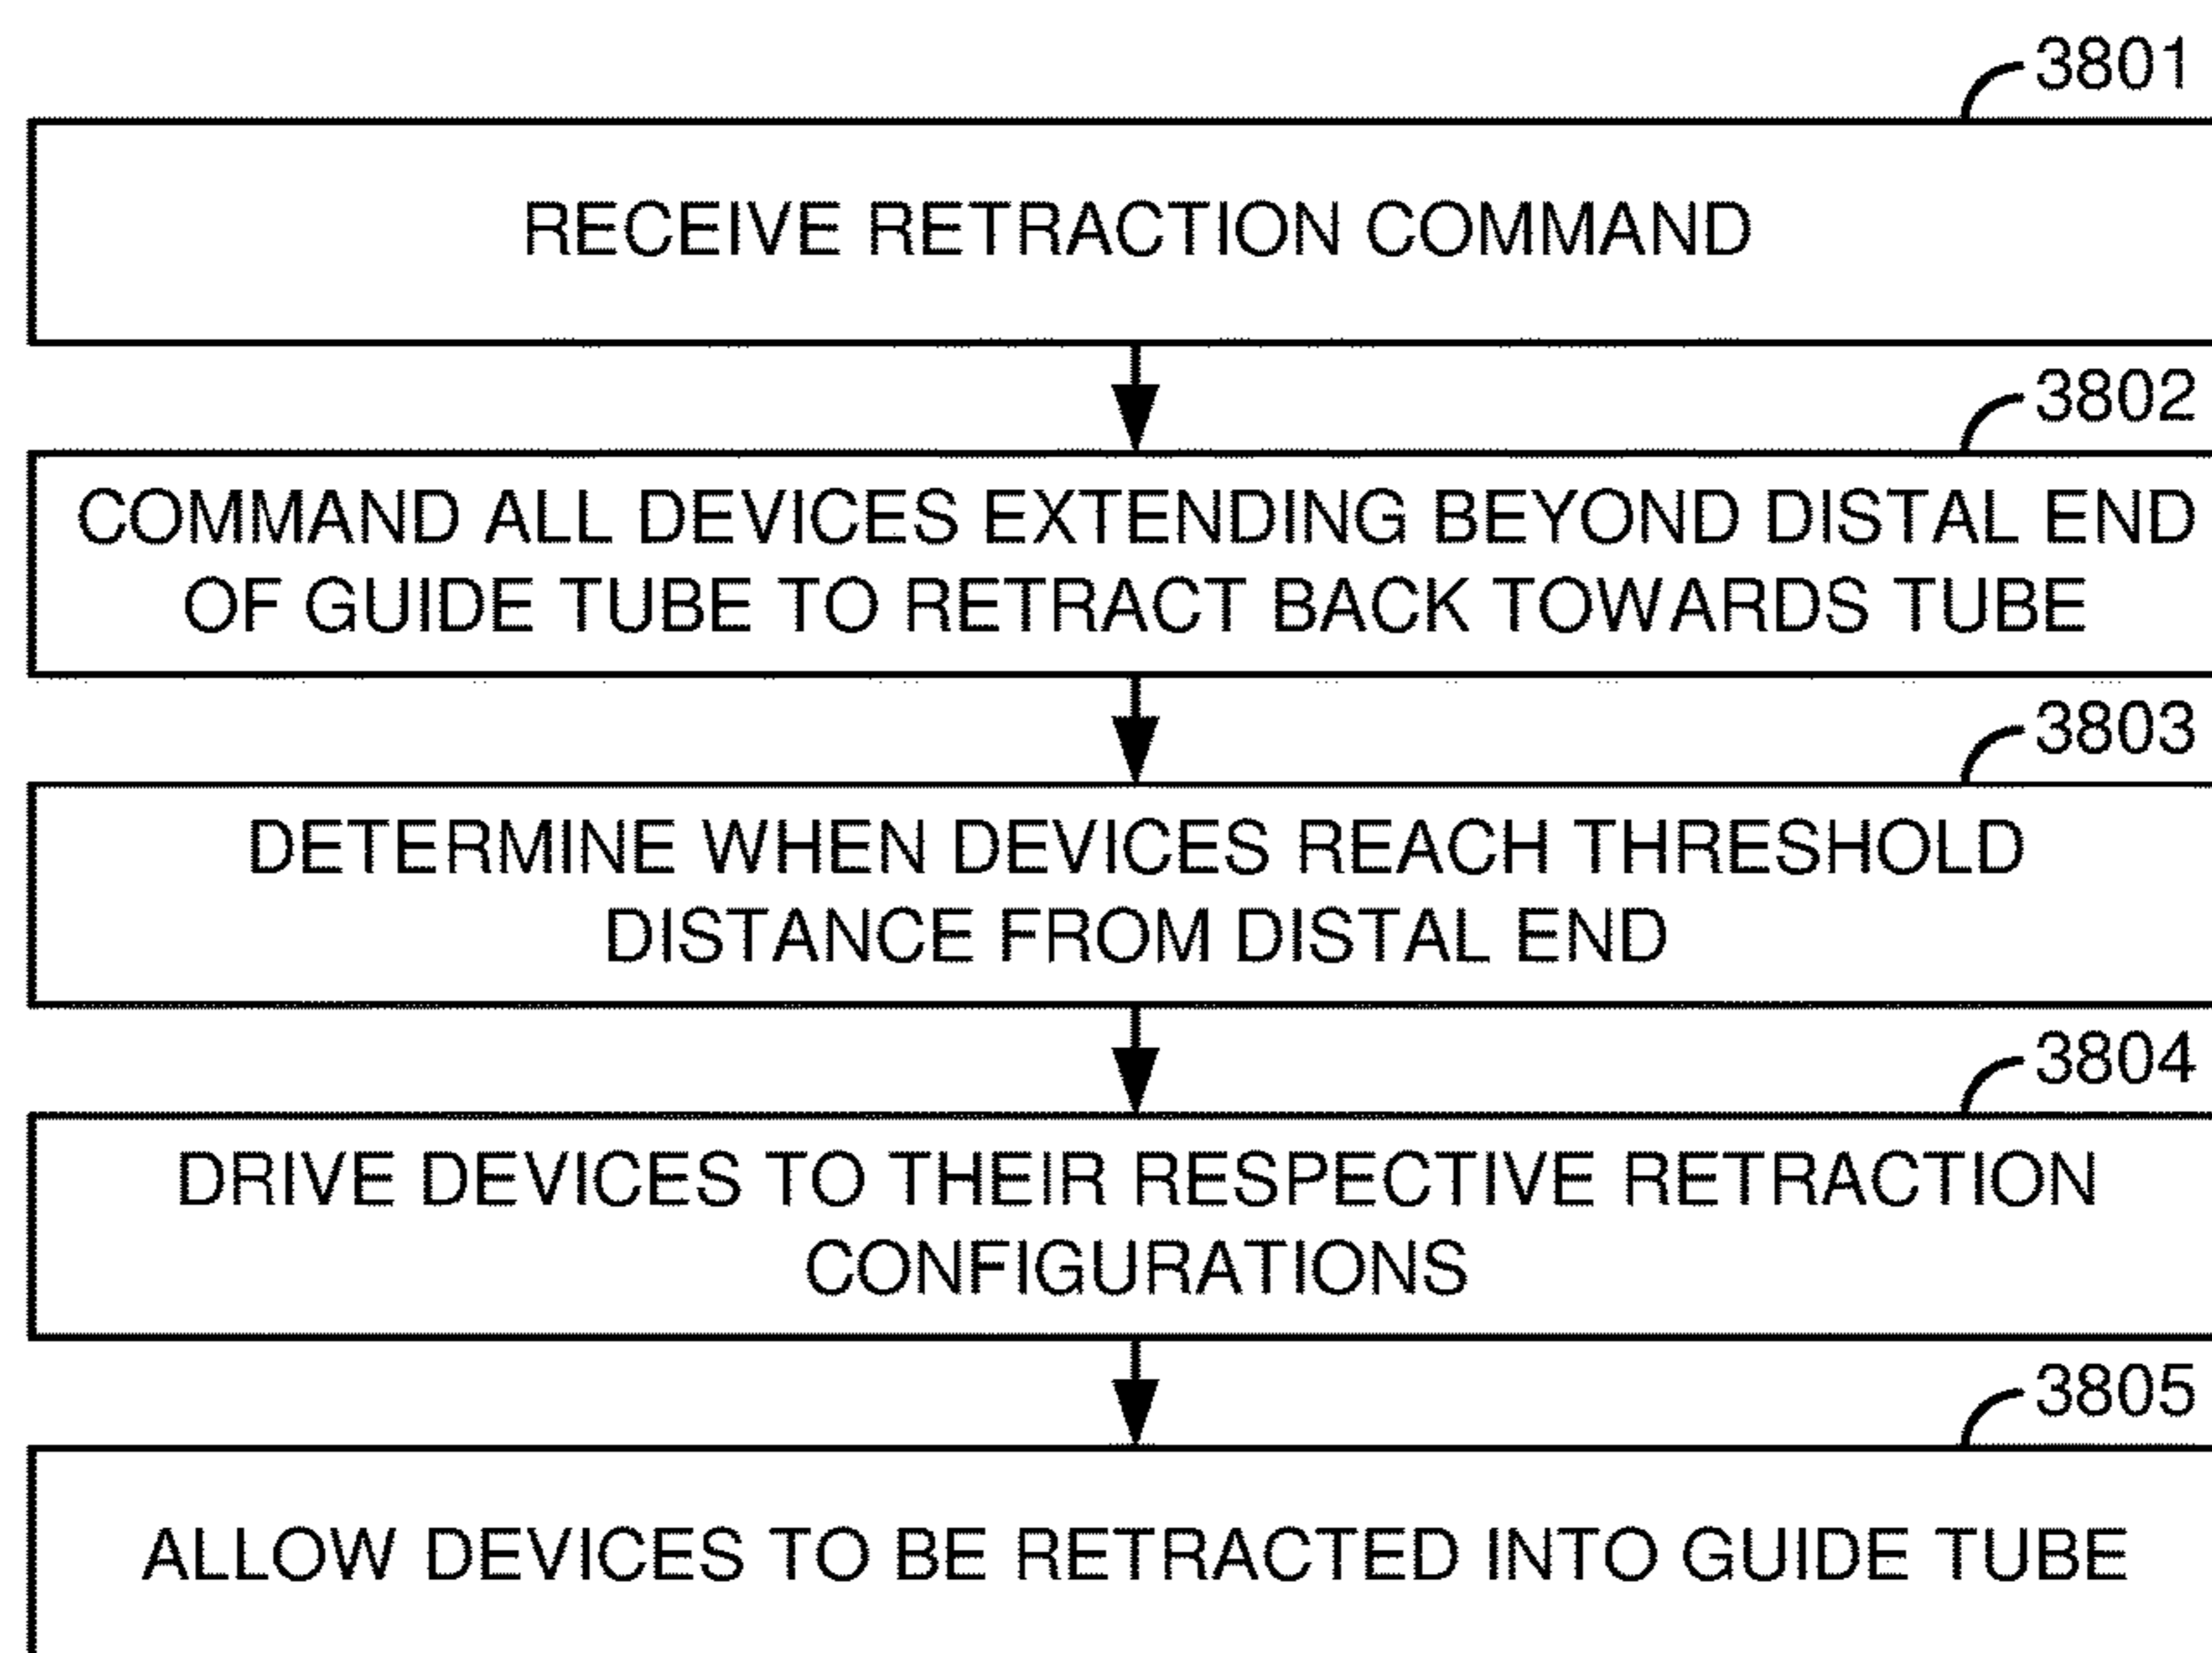 3801
RECEIVE RETRACTION COMMAND
3802
COMMAND ALL DEVICES EXTENDING BEYOND DISTAL END
OF GUIDE TUBE TO RETRACT BACK TOWARDS TUBE
3803
DETERMINE WHEN DEVICES REACH THRESHOLD
DISTANCE FROM DISTAL END
3804
DRIVE DEVICES TO THEIR RESPECTIVE RETRACTION
CONFIGURATIONS
3805
ALLOW DEVICES TO BE RETRACTED INTO GUIDE TUBE